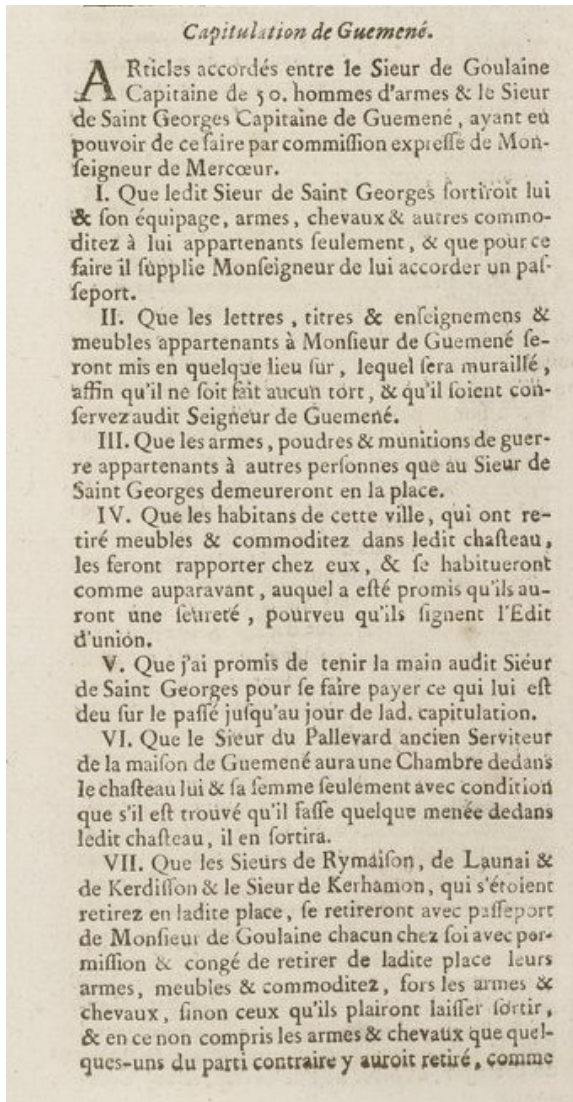 Capitulation de Guemené.
ARticles accordés entre le Sieur de Goulaine
Capitaine de 50. hommes d'armes & le Sieur
de Saint Georges Capitaine de Guemené, ayant eu
pouvoir de ce faire par commiſſion expreſſe de Mon-
ſeigneur de Mercœur.
I. Que ledit Sieur de Saint Georges ſortiroit lui
& ſon équipage, armes, chevaux & autres commo-
ditez à lui appartenants ſeulement, & que pour ce
faire il ſupplie Monſeigneur de lui accorder un paſ-
ſeport.
II. Que les lettres, titres & enſeignemens &
meubles appartenants à Monſieur de Guemené ſe-
ront mis en quelque lieu ſur, lequel ſera muraillé,
affin qu'il ne ſoit fait aucun tort, & qu'il ſoient con-
ſervez audit Seigneur de Guemené.
III. Que les armes, poudres & munitions de guer-
re appartenants à autres perſonnes que au Sieur de
Saint Georges demeureront en la place.
IV. Que les habitans de cette ville, qui ont re-
tiré meubles & commoditez dans ledit chaſteau,
les feront rapporter chez eux, & ſe habitueront
comme auparavant, auquel a eſté promis qu'ils au-
ront une ſeureté, pourveu qu'ils ſignent l'Edit
d'union.
V. Que j'ai promis de tenir la main audit Sieur
de Saint Georges pour ſe faire payer ce qui lui eſt
deu ſur le paſſé juſqu'au jour de lad. capitulation.
VI. Que le Sieur du Pallevard ancien Serviteur
de la maiſon de Guemené aura une Chambre dedans
le chaſteau lui & ſa femme ſeulement avec condition
que s'il eſt trouvé qu'il faſſe quelque menée dedans
ledit chaſteau, il en ſortira.
VII. Que les Sieurs de Rymaiſon, de Launai &
de Kerdiſſon & le Sieur de Kerhamon, qui s'étoient
retirez en ladite place, ſe retireront avec paſſeport
de Monſieur de Goulaine chacun chez ſoi avec per-
miſſion & congé de retirer de ladite place leurs
armes, meubles & commoditez, fors les armes &
chevaux, ſinon ceux qu'ils plairont laiſſer ſortir,
& en ce non compris les armes & chevaux que quel-
ques-uns du parti contraire y auroit retiré, comme